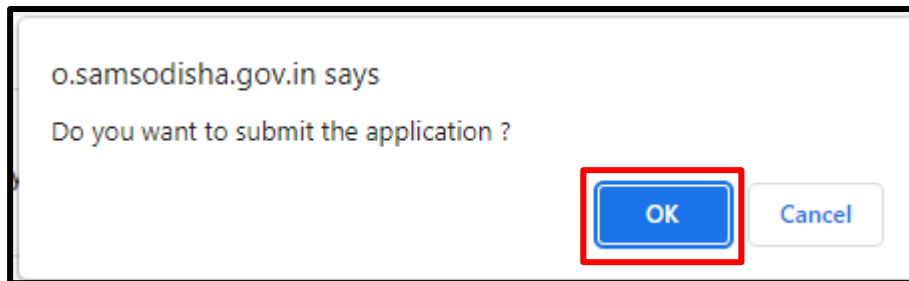 o.samsodisha.gov.in says
Do you want to submit the application ?
OK
Cancel